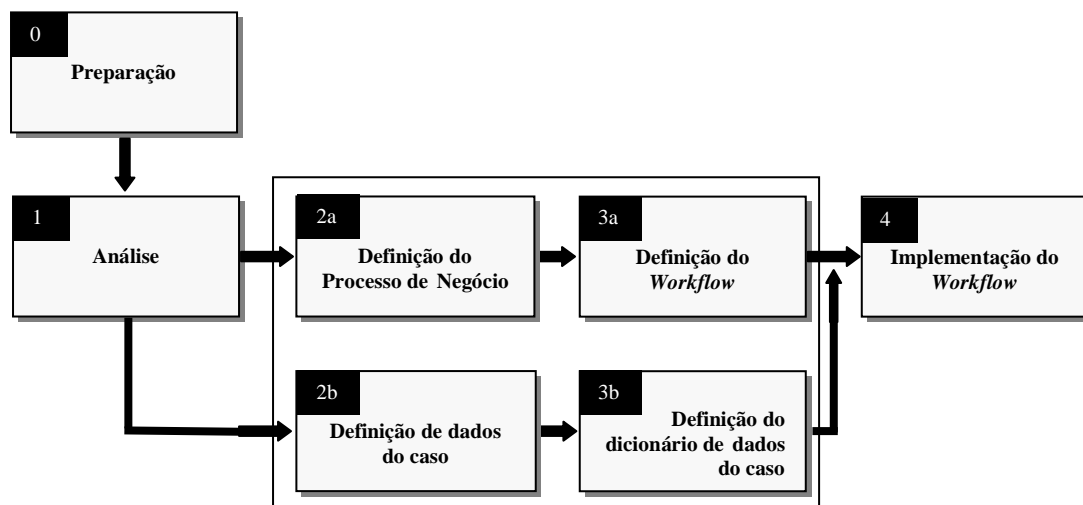 0
Preparação
1
Análise
2a
Definição do
Processo de Negócio
3a
Definição do
Workflow
4
Implementação do
Workflow
2b
Definição de dados
do caso
3b
Definição do
dicionário de dados
do caso